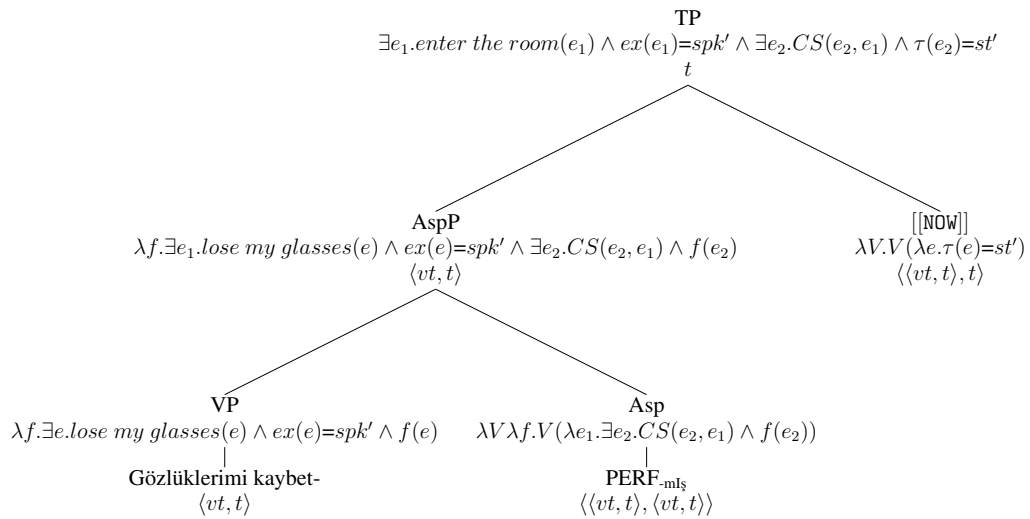 TP
∃e₁.enter the room(e₁) ∧ ex(e₁)=spk′ ∧ ∃e₂.CS(e₂, e₁) ∧ τ(e₂)=st′
t
AspP
λf.∃e₁.lose my glasses(e) ∧ ex(e)=spk′ ∧ ∃e₂.CS(e₂, e₁) ∧ f(e₂)
⟨vt, t⟩
[[NOW]]
λV.V(λe.τ(e)=st′)
⟨⟨vt, t⟩, t⟩
VP
λf.∃e.lose my glasses(e) ∧ ex(e)=spk′ ∧ f(e)
Gözlüklerimi kaybet-
⟨vt, t⟩
Asp
λVλf.V(λe₁.∃e₂.CS(e₂, e₁) ∧ f(e₂))
PERF-mIş
⟨⟨vt, t⟩, ⟨vt, t⟩⟩